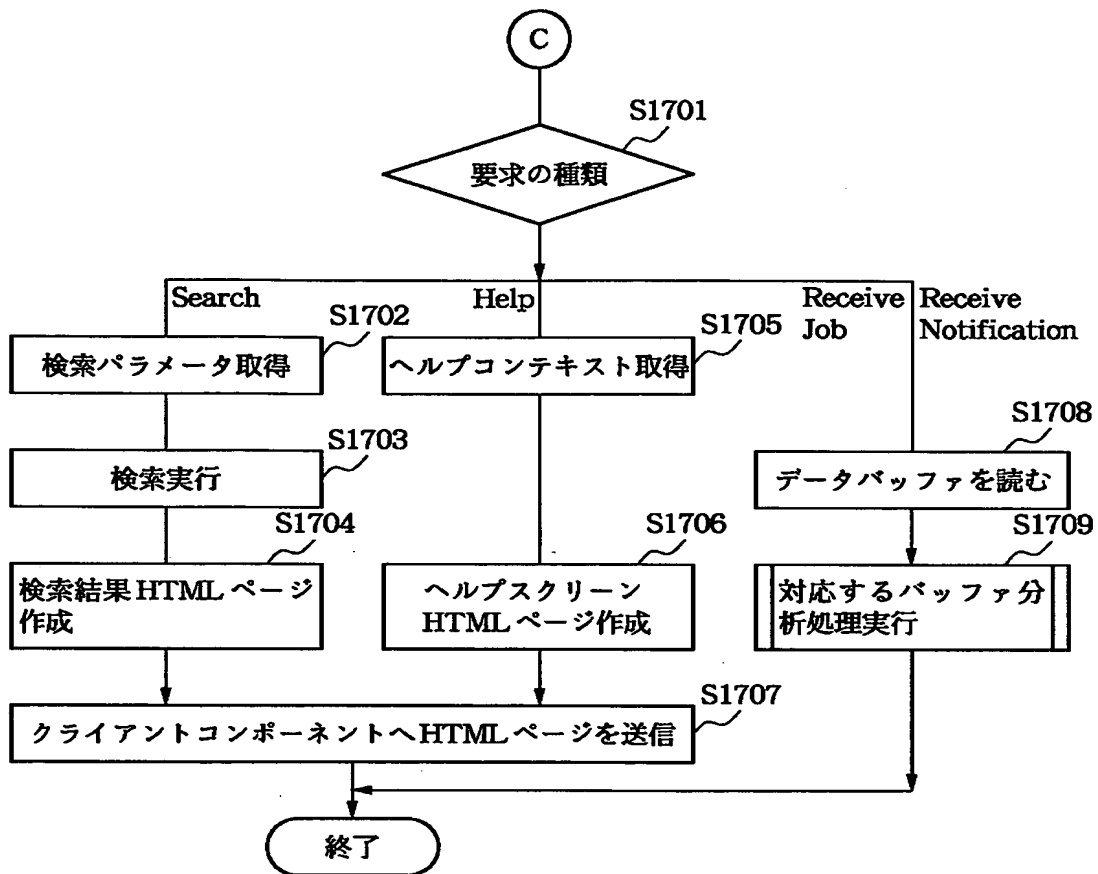 C
S1701
要求の種類
Search
Help
Receive
Job
Receive
Notification
S1702
検索パラメータ取得
S1705
ヘルプコンテキスト取得
S1703
検索実行
S1708
データバッファを読む
S1704
検索結果HTMLページ
作成
S1706
ヘルプスクリーン
HTMLページ作成
S1709
対応するバッファ分
析処理実行
S1707
クライアントコンポーネントへHTMLページを送信
終了